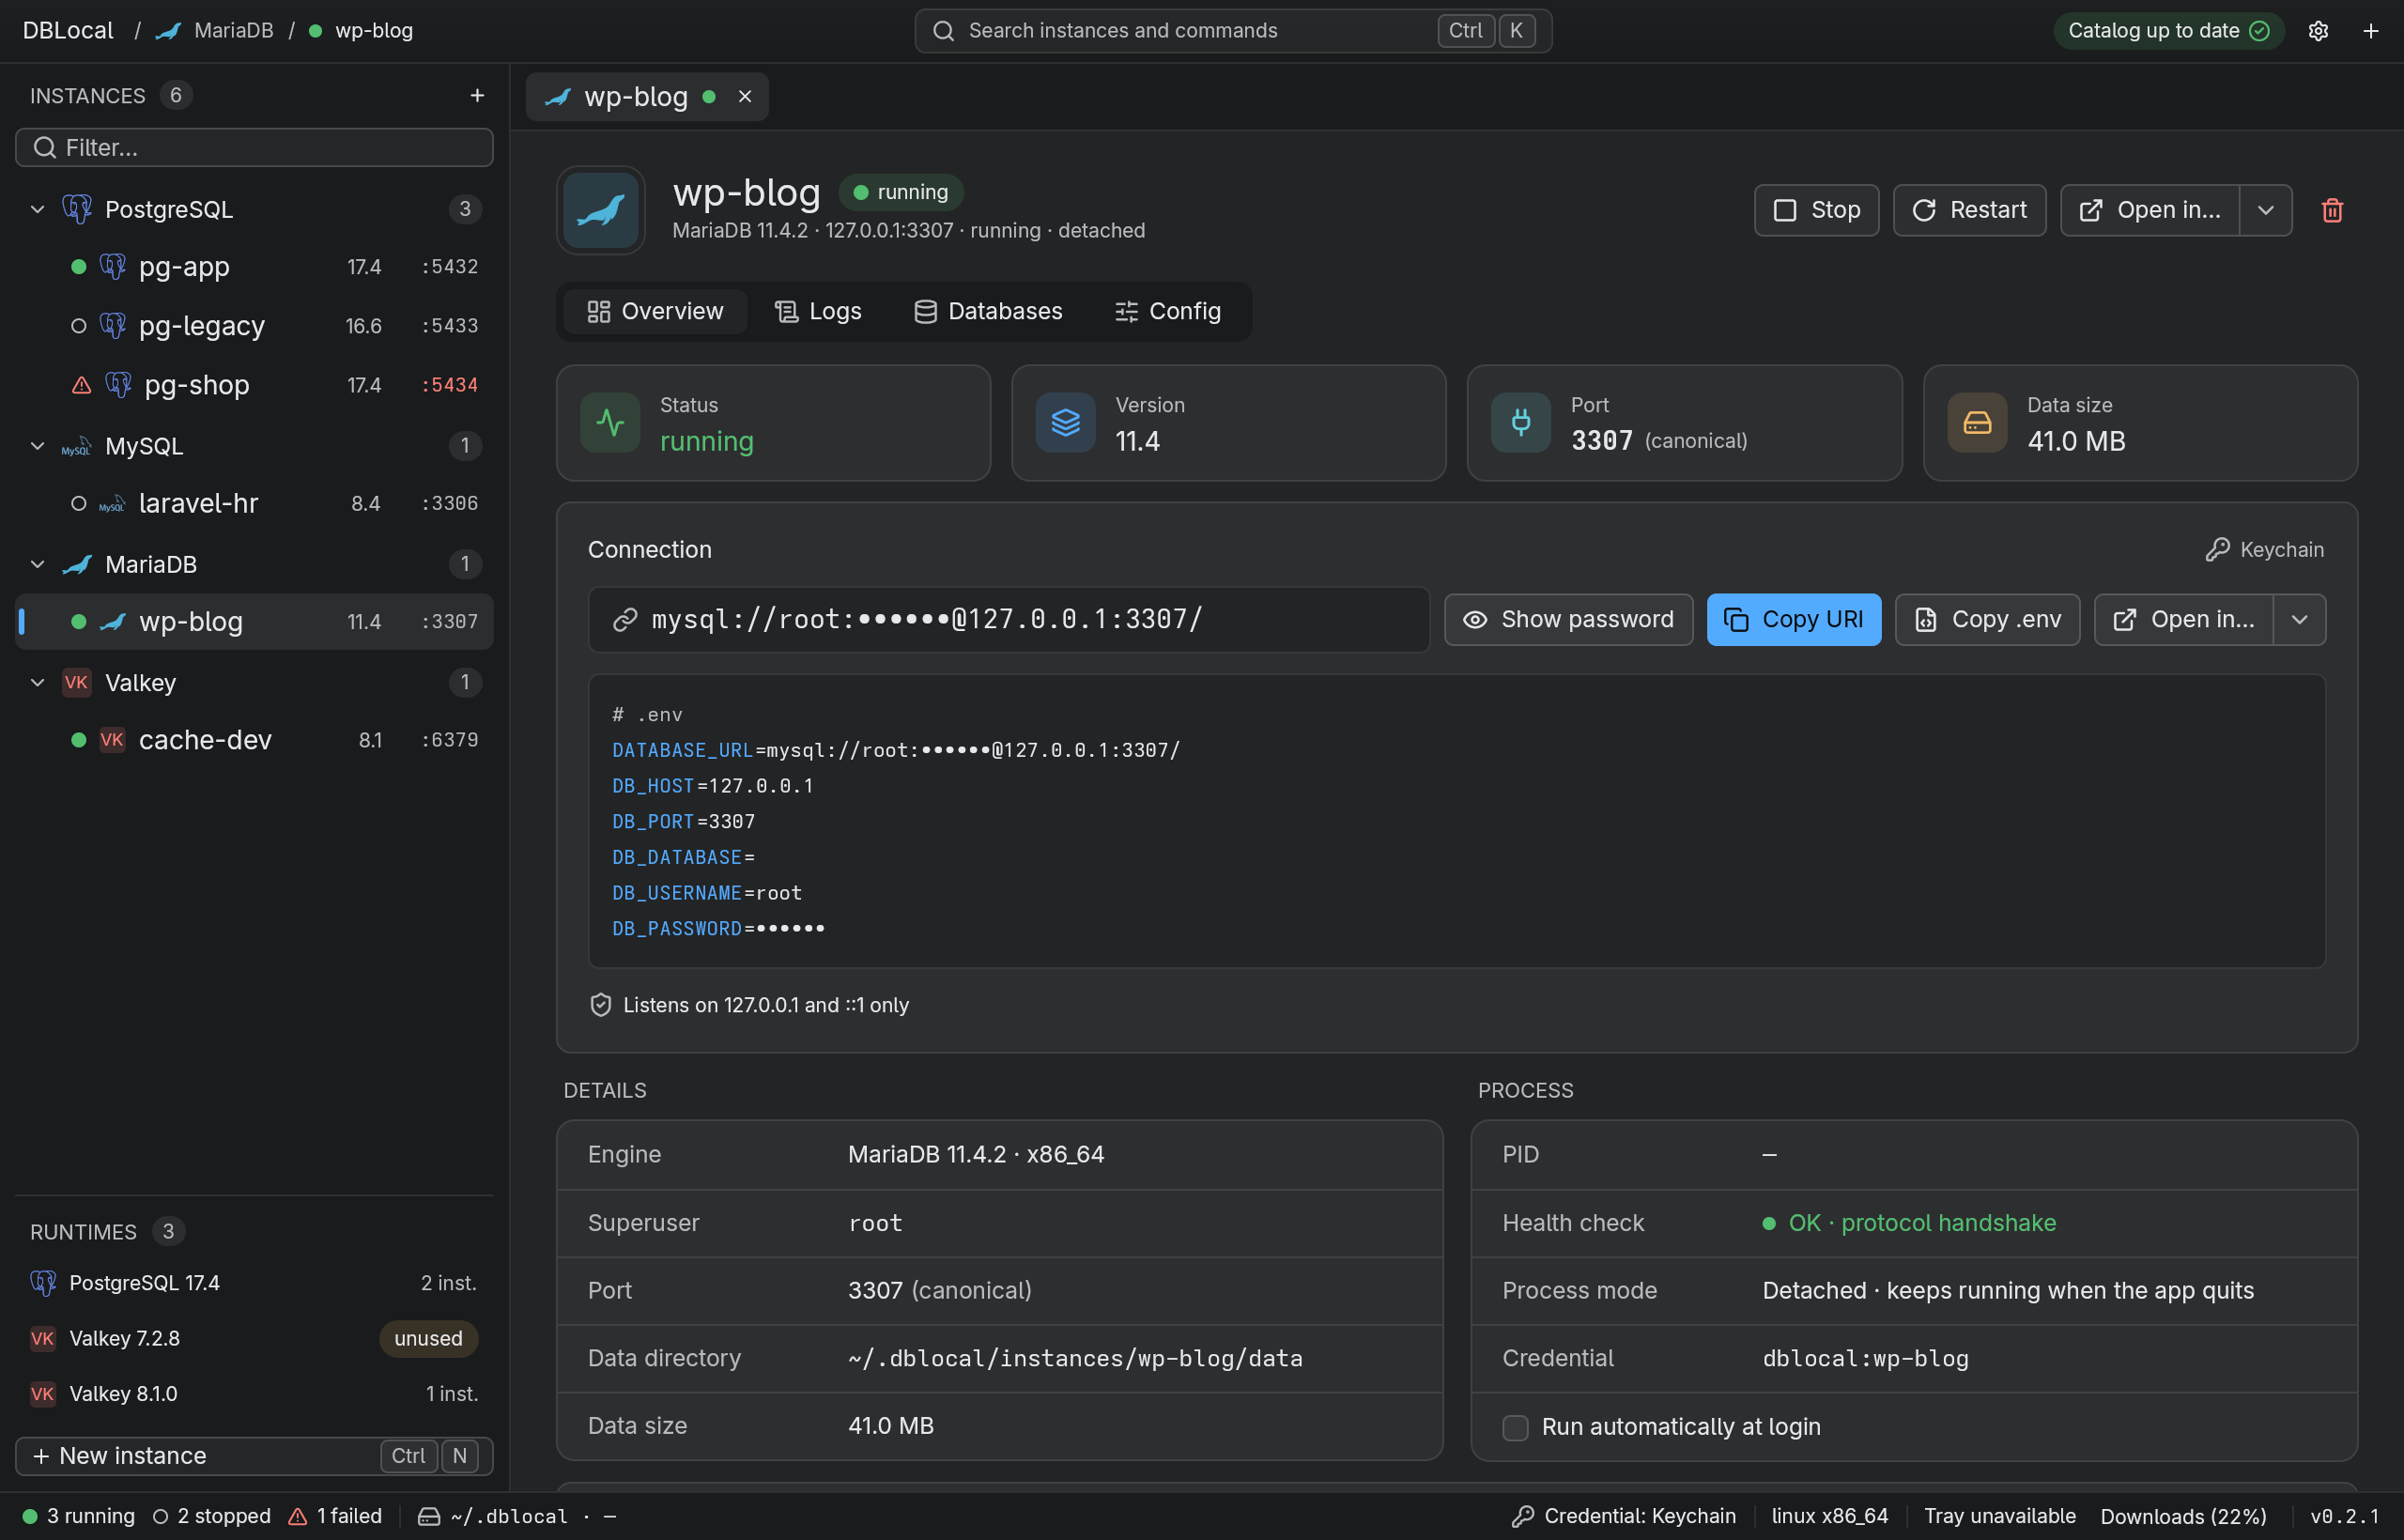 DBLocal / MariaDB / wp-blog
Search instances and commands Ctrl K
Catalog up to date
INSTANCES 6
Filter...
PostgreSQL 3
pg-app 17.4 :5432
pg-legacy 16.6 :5433
pg-shop 17.4 :5434
MySQL MySQL 1
MySQL laravel-hr 8.4 :3306
MariaDB 1
wp-blog 11.4 :3307
VK Valkey 1
VK cache-dev 8.1 :6379
RUNTIMES 3
PostgreSQL 17.4 2 inst.
VK Valkey 7.2.8 unused
VK Valkey 8.1.0 1 inst.
+ New instance Ctrl N
wp-blog
wp-blog running
MariaDB 11.4.2 · 127.0.0.1:3307 · running · detached
Stop Restart Open in...
Overview Logs Databases Config
Status
running
Version
11.4
Port
3307 (canonical)
Data size
41.0 MB
Connection Keychain
mysql://root:••••••@127.0.0.1:3307/
Show password Copy URI Copy .env Open in...
# .env
DATABASE_URL=mysql://root:••••••@127.0.0.1:3307/
DB_HOST=127.0.0.1
DB_PORT=3307
DB_DATABASE=
DB_USERNAME=root
DB_PASSWORD=••••••
Listens on 127.0.0.1 and ::1 only
DETAILS
Engine MariaDB 11.4.2 · x86_64
Superuser root
Port 3307 (canonical)
Data directory ~/.dblocal/instances/wp-blog/data
Data size 41.0 MB
PROCESS
PID —
Health check OK · protocol handshake
Process mode Detached · keeps running when the app quits
Credential dblocal:wp-blog
Run automatically at login
3 running 2 stopped 1 failed ~/.dblocal · —
Credential: Keychain linux x86_64 Tray unavailable Downloads (22%) v0.2.1